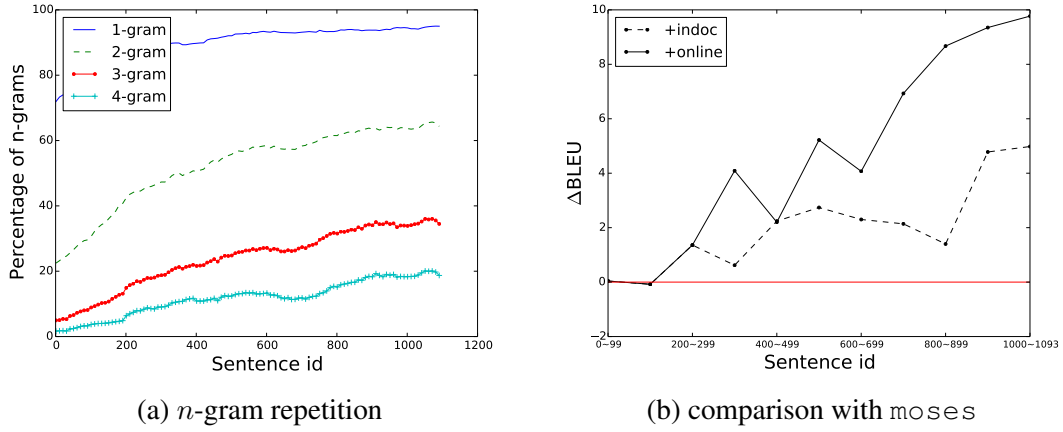 100
80
60
40
20
0
Percentage of n-grams
1-gram
2-gram
3-gram
4-gram
0 200 400 600 800 1000 1200
Sentence id
(a) n-gram repetition
10
8
6
4
2
0
−2
ΔBLEU
+indoc
+online
0~99 200~299 400~499 600~699 800~899 1000~1093
Sentence id
(b) comparison with moses